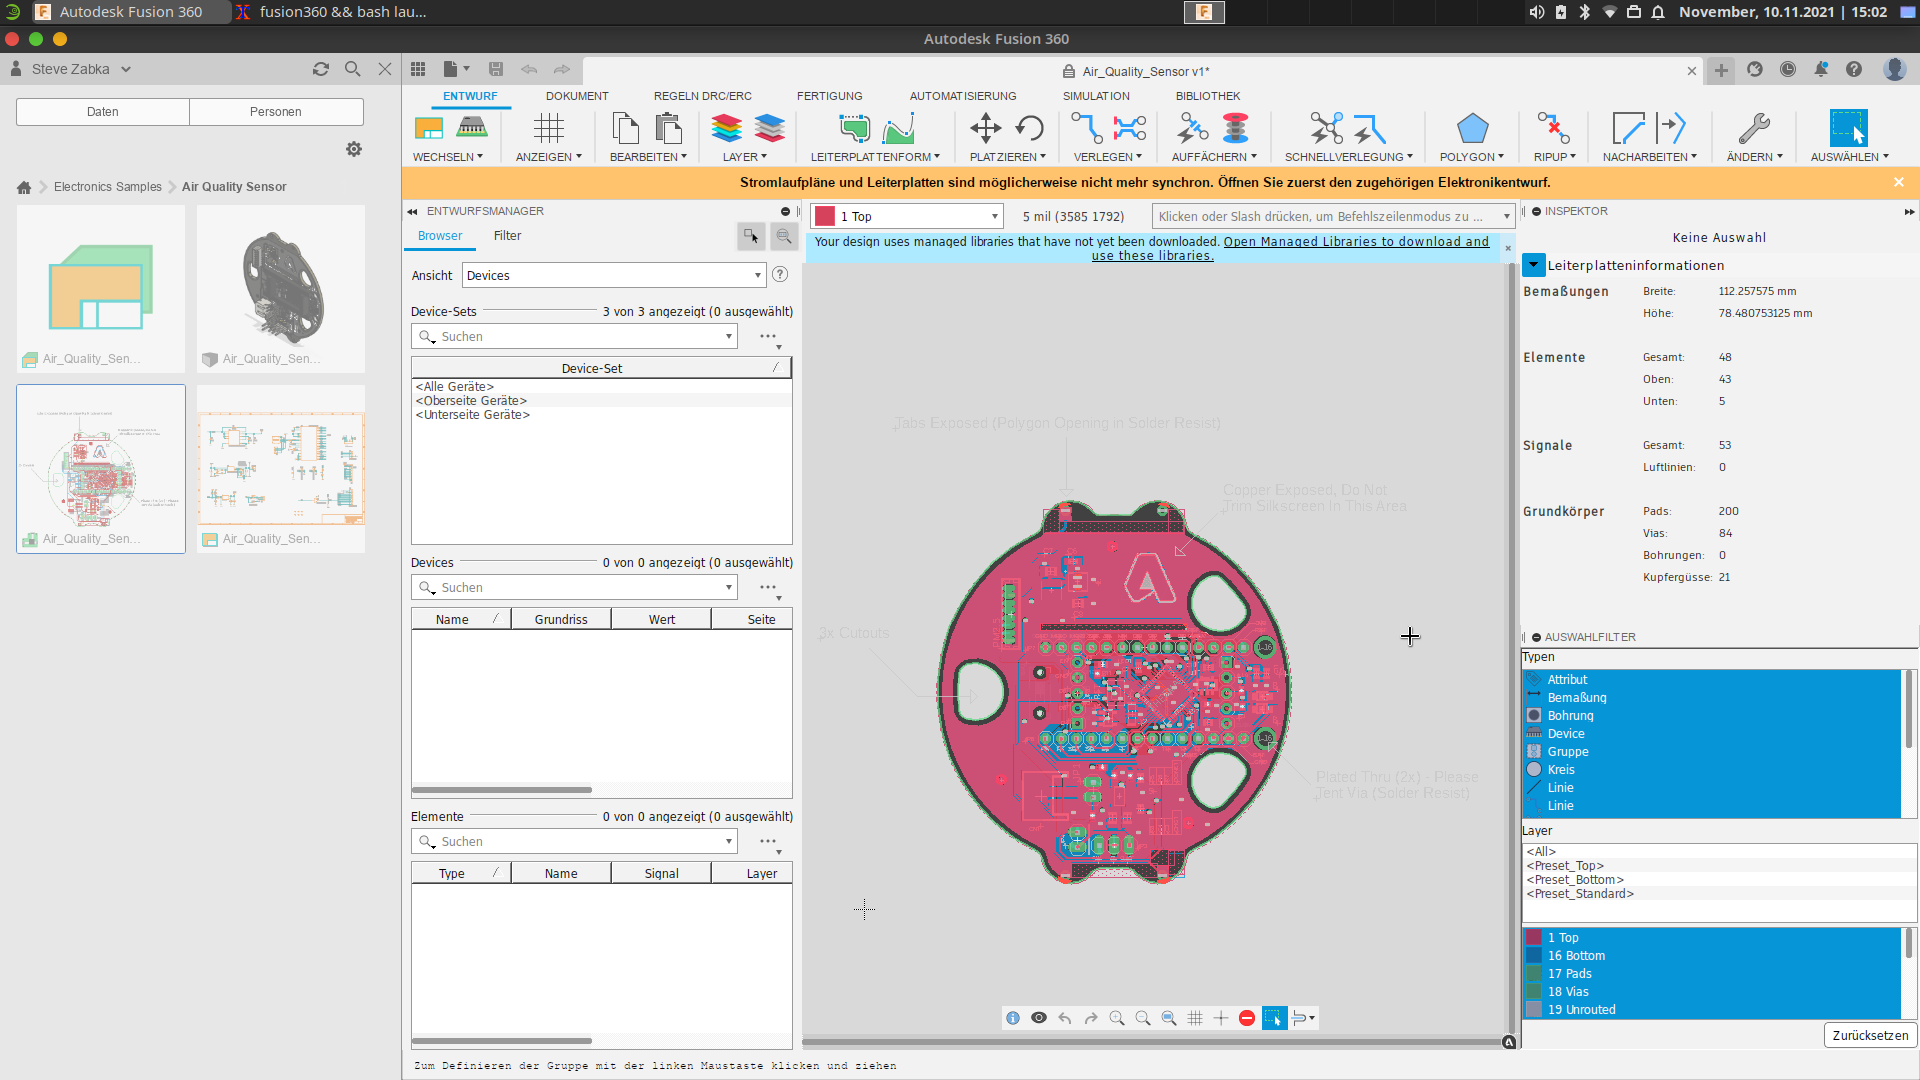 Autodesk Fusion 360
fusion360 && bash lau...
November, 10.11.2021 | 15:02
Autodesk Fusion 360
Steve Zabka
Air_Quality_Sensor v1*
Daten
Personen
ENTWURF
DOKUMENT
REGELN DRC/ERC
FERTIGUNG
AUTOMATISIERUNG
SIMULATION
BIBLIOTHEK
WECHSELN
ANZEIGEN
BEARBEITEN
LAYER
LEITERPLATTENFORM
PLATZIEREN
VERLEGEN
AUFFÄCHERN
SCHNELLVERLEGUNG
POLYGON
RIPUP
NACHARBEITEN
ÄNDERN
AUSWÄHLEN
Electronics Samples
Air Quality Sensor
Air_Quality_Sen...
Air_Quality_Sen...
Air_Quality_Sen...
Air_Quality_Sen...
Stromlaufpläne und Leiterplatten sind möglicherweise nicht mehr synchron. Öffnen Sie zuerst den zugehörigen Elektronikentwurf.
ENTWURFSMANAGER
Browser
Filter
Ansicht
Devices
Device-Sets
3 von 3 angezeigt (0 ausgewählt)
Suchen
Device-Set
<Alle Geräte>
<Oberseite Geräte>
<Unterseite Geräte>
Devices
0 von 0 angezeigt (0 ausgewählt)
Suchen
Name
Grundriss
Wert
Seite
Elemente
0 von 0 angezeigt (0 ausgewählt)
Suchen
Type
Name
Signal
Layer
1 Top
5 mil (3585 1792)
Klicken oder Slash drücken, um Befehlszeilenmodus zu ...
Your design uses managed libraries that have not yet been downloaded. Open Managed Libraries to download and
use these libraries.
Tabs Exposed (Polygon Opening in Solder Resist)
Copper Exposed, Do Not
Trim Silkscreen In This Area
3x Cutouts
Plated Thru (2x) - Please
Tent Via (Solder Resist)
INSPEKTOR
Keine Auswahl
Leiterplatteninformationen
Bemaßungen
Breite:
112.257575 mm
Höhe:
78.480753125 mm
Elemente
Gesamt:
48
Oben:
43
Unten:
5
Signale
Gesamt:
53
Luftlinien:
0
Grundkörper
Pads:
200
Vias:
84
Bohrungen:
0
Kupfergüsse:
21
AUSWAHLFILTER
Typen
Attribut
Bemaßung
Bohrung
Device
Gruppe
Kreis
Linie
Linie
Layer
<All>
<Preset_Top>
<Preset_Bottom>
<Preset_Standard>
1 Top
16 Bottom
17 Pads
18 Vias
19 Unrouted
Zurücksetzen
Zum Definieren der Gruppe mit der linken Maustaste klicken und ziehen